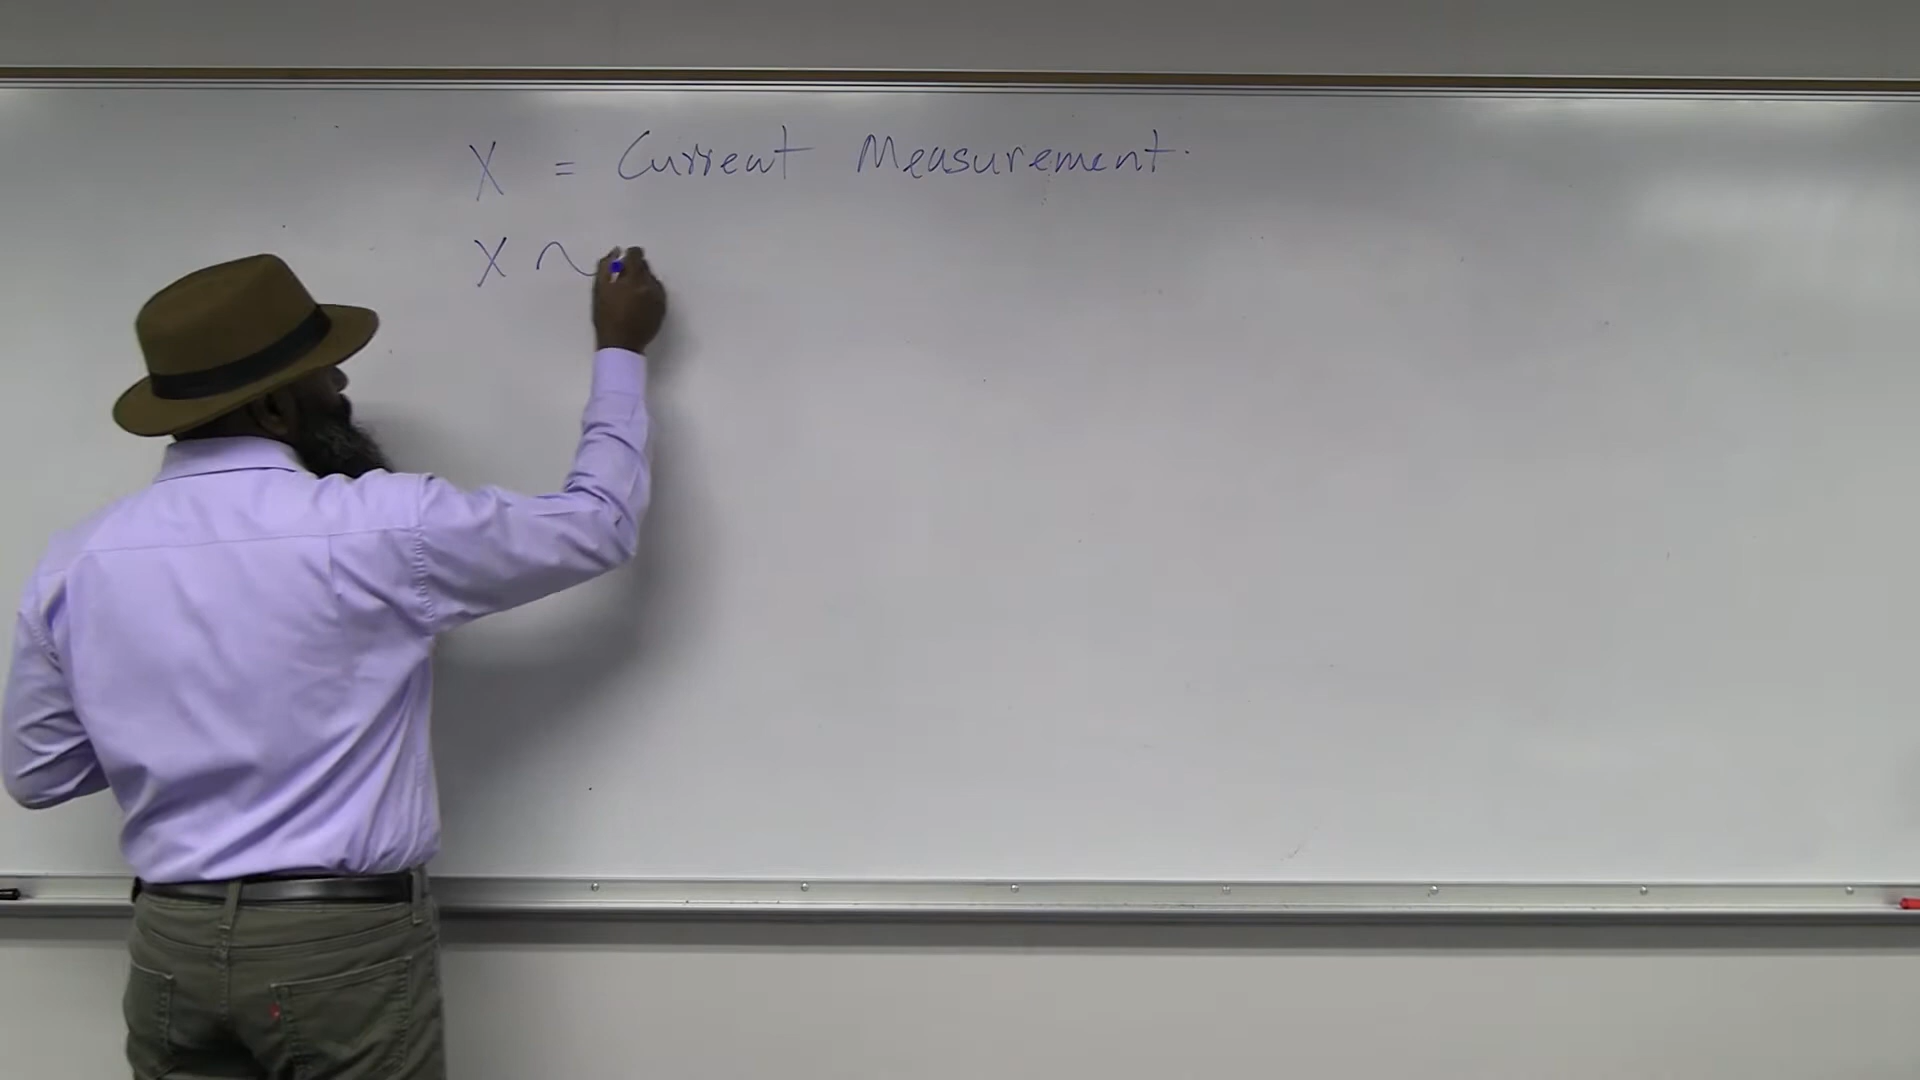 X = Current Measurement.
X ~